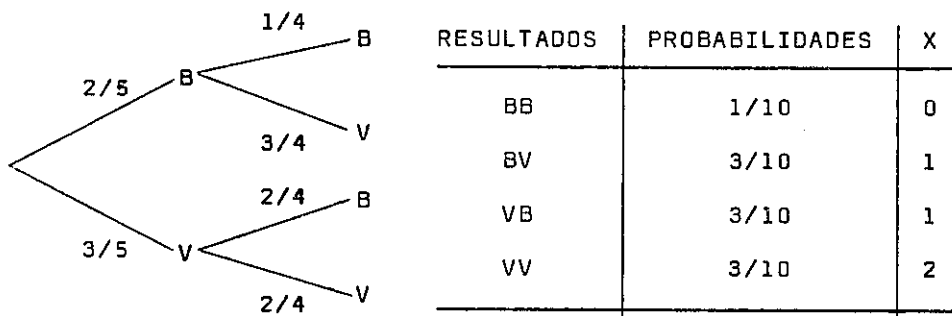 1/4
B
2/5
B
3/4
V
2/4
B
3/5
V
2/4
V
RESULTADOS PROBABILIDADES X
BB 1/10 0
BV 3/10 1
VB 3/10 1
VV 3/10 2